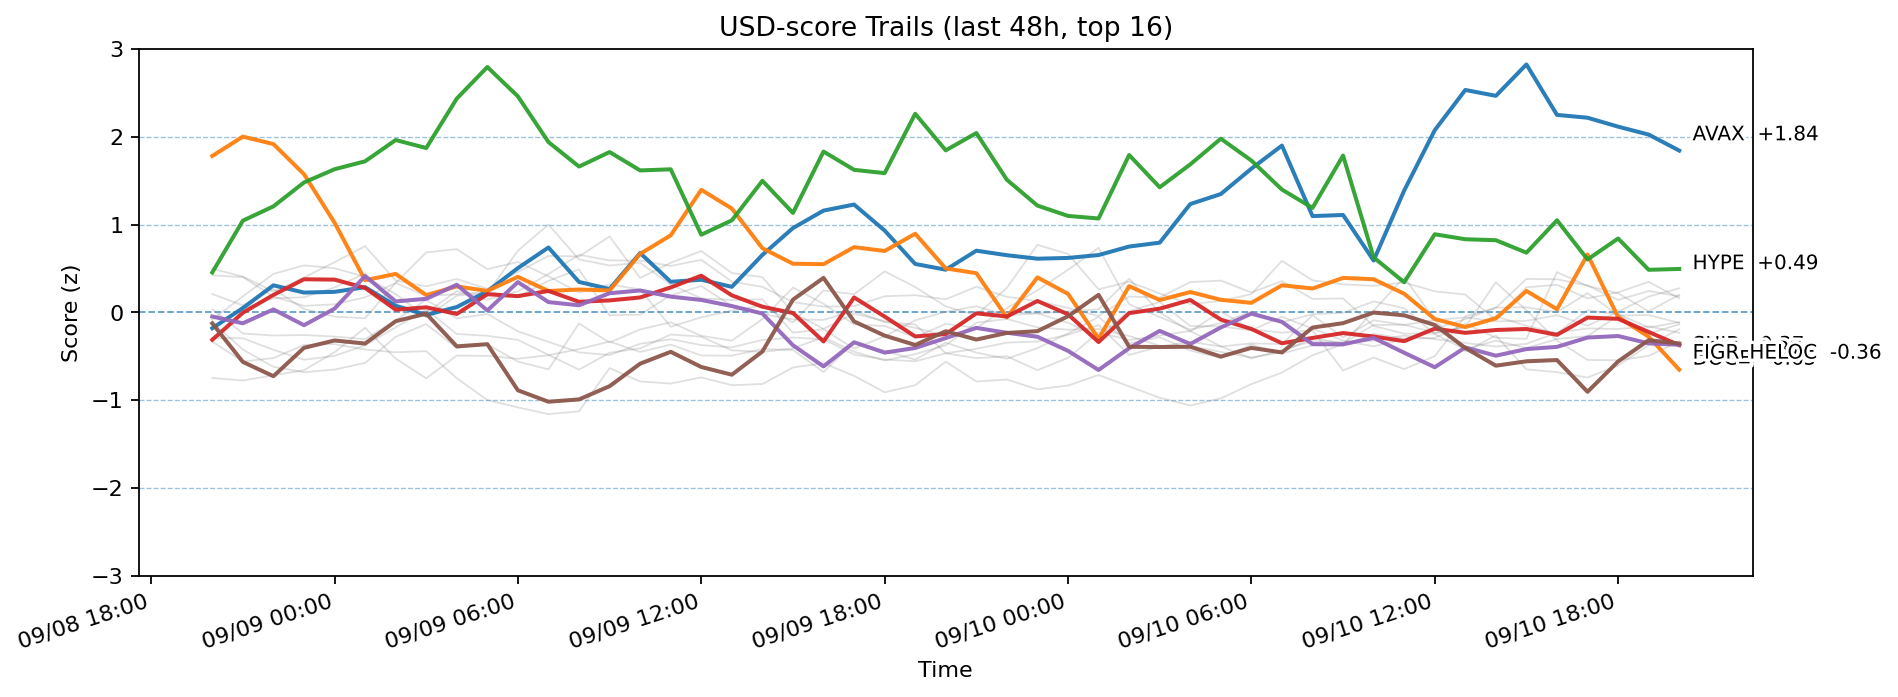 USD-score Trails (last 48h, top 16)
Score (z)
3
2
1
0
−1
−2
−3
AVAX +1.84
HYPE +0.49
FIGR_HELOC -0.36
09/08 18:00
09/09 00:00
09/09 06:00
09/09 12:00
09/09 18:00
09/10 00:00
09/10 06:00
09/10 12:00
09/10 18:00
Time